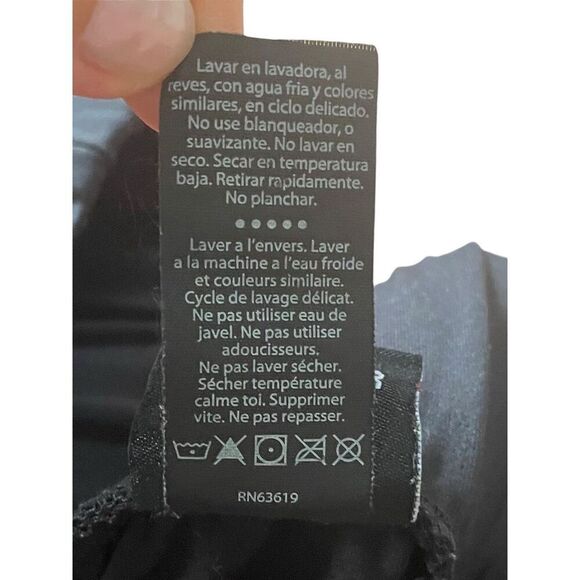 Lavar en lavadora, al
reves, con agua fria y colores
similares, en ciclo delicado.
No use blanqueador, o
suavizante. No lavar en
seco. Secar en temperatura
baja. Retirar rapidamente.
No planchar.
Laver a l'envers. Laver
a la machine a l'eau froide
et couleurs similaire.
Cycle de lavage délicat.
Ne pas utiliser eau de
javel. Ne pas utiliser
adoucisseurs.
Ne pas laver sécher.
Sécher température
calme toi. Supprimer
vite. Ne pas repasser.
RN63619